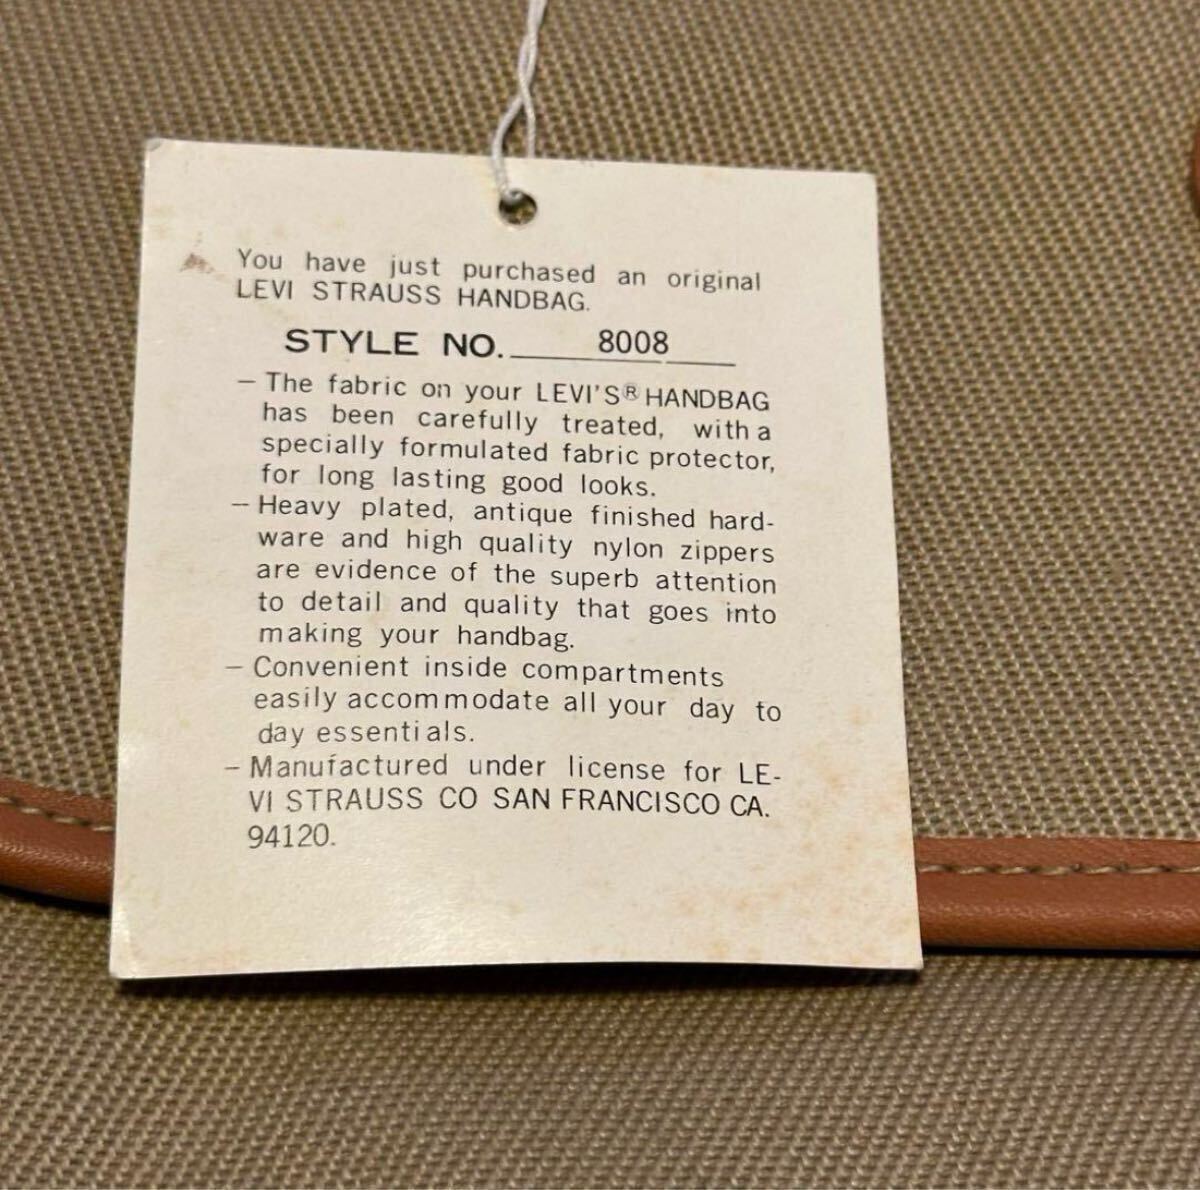 You have just purchased an original
LEVI STRAUSS HANDBAG.
STYLE NO. 8008
– The fabric on your LEVI'S® HANDBAG
has been carefully treated, with a
specially formulated fabric protector,
for long lasting good looks.
– Heavy plated, antique finished hard-
ware and high quality nylon zippers
are evidence of the superb attention
to detail and quality that goes into
making your handbag.
– Convenient inside compartments
easily accommodate all your day to
day essentials.
– Manufactured under license for LE-
VI STRAUSS CO SAN FRANCISCO CA.
94120.